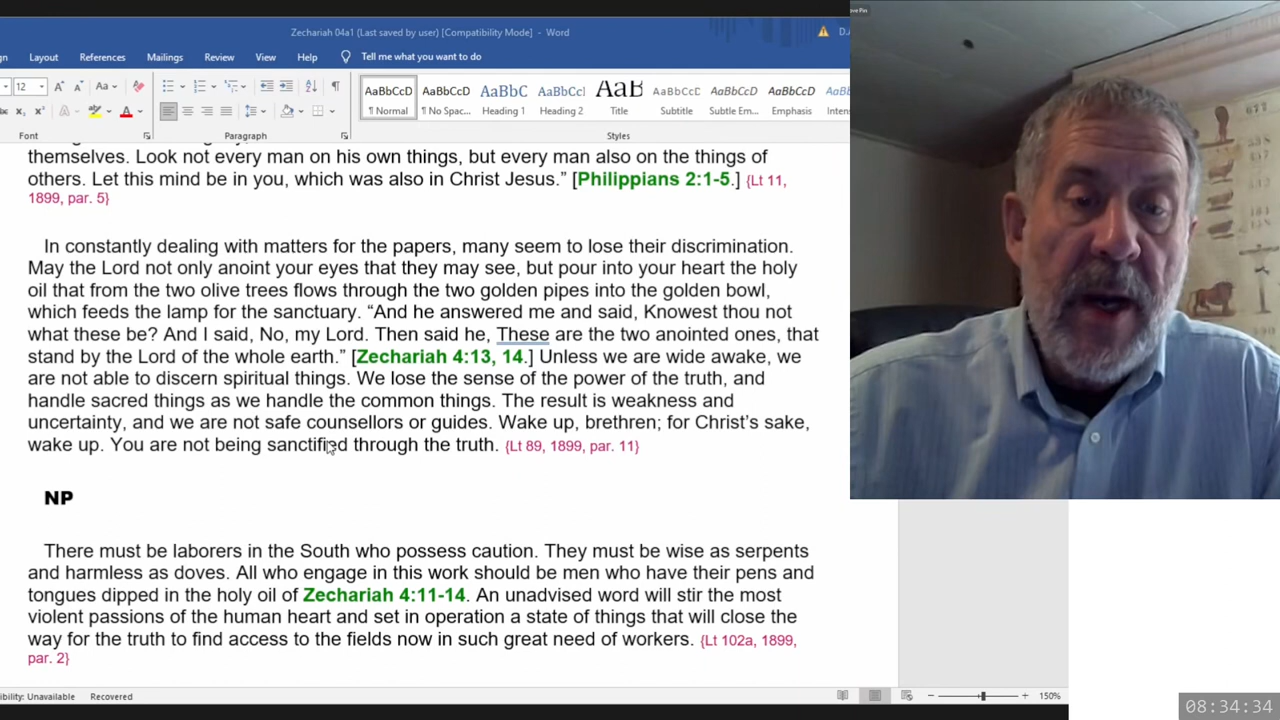 ove Pin
Zechariah 04a1 (Last saved by user) [Compatibility Mode] - Word
D.
gn Layout References Mailings Review View Help Tell me what you want to do
12 Aa
AaBbCcD AaBbCcD AaBbC AaBbCcI AaB AaBbCcD AaBbCcD AaBbCcD AaBb
¶ Normal ¶ No Spac... Heading 1 Heading 2 Title Subtitle Subtle Em... Emphasis Inten
Font Paragraph Styles
themselves. Look not every man on his own things, but every man also on the things of
others. Let this mind be in you, which was also in Christ Jesus.” [Philippians 2:1-5.] {Lt 11,
1899, par. 5}
In constantly dealing with matters for the papers, many seem to lose their discrimination.
May the Lord not only anoint your eyes that they may see, but pour into your heart the holy
oil that from the two olive trees flows through the two golden pipes into the golden bowl,
which feeds the lamp for the sanctuary. “And he answered me and said, Knowest thou not
what these be? And I said, No, my Lord. Then said he, These are the two anointed ones, that
stand by the Lord of the whole earth.” [Zechariah 4:13, 14.] Unless we are wide awake, we
are not able to discern spiritual things. We lose the sense of the power of the truth, and
handle sacred things as we handle the common things. The result is weakness and
uncertainty, and we are not safe counsellors or guides. Wake up, brethren; for Christ’s sake,
wake up. You are not being sanctified through the truth. {Lt 89, 1899, par. 11}
NP
There must be laborers in the South who possess caution. They must be wise as serpents
and harmless as doves. All who engage in this work should be men who have their pens and
tongues dipped in the holy oil of Zechariah 4:11-14. An unadvised word will stir the most
violent passions of the human heart and set in operation a state of things that will close the
way for the truth to find access to the fields now in such great need of workers. {Lt 102a, 1899,
par. 2}
ibility: Unavailable Recovered
150%
08:34:34